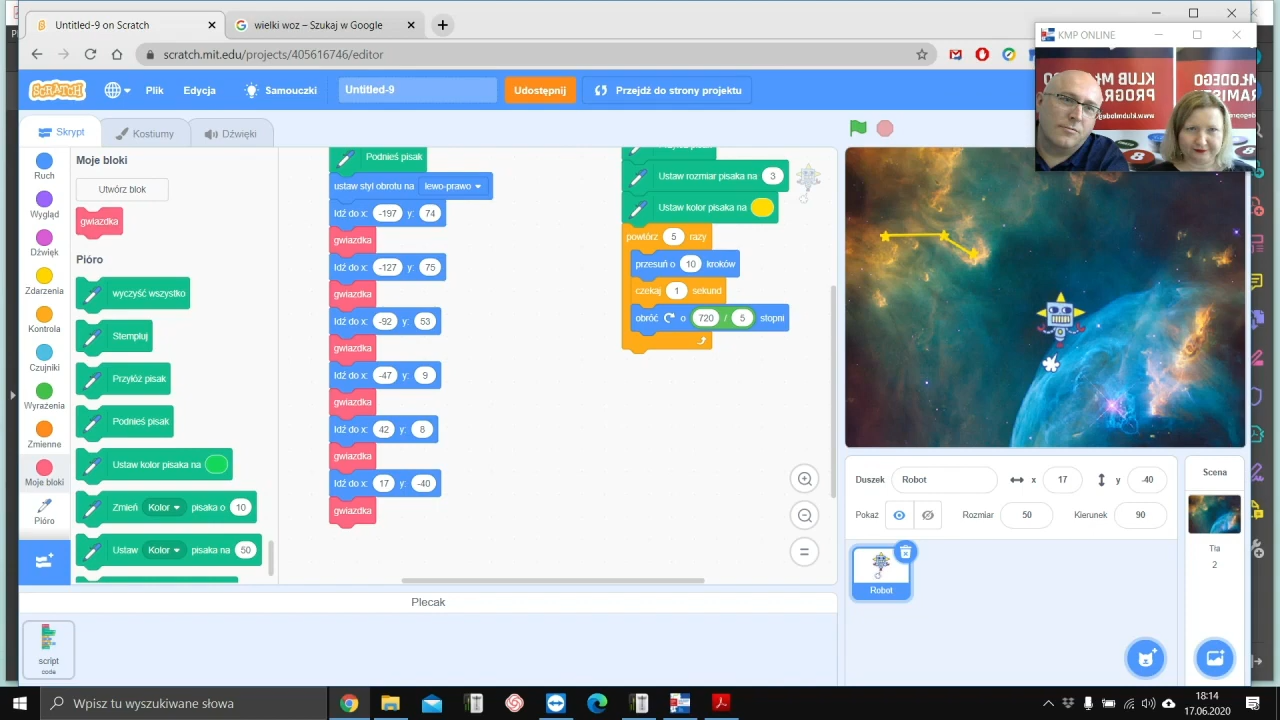 Untitled-9 on Scratch
wielki woz – Szukaj w Google
KMP ONLINE
scratch.mit.edu/projects/405616746/editor
SCRATCH
Plik
Edycja
Samouczki
Untitled-9
Udostępnij
Przejdź do strony projektu
Skrypt
Kostiumy
Dźwięki
Ruch
Wygląd
Dźwięk
Zdarzenia
Kontrola
Czujniki
Wyrażenia
Zmienne
Moje bloki
Pióro
Moje bloki
Utwórz blok
gwiazdka
Pióro
wyczyść wszystko
Stempluj
Przyłóż pisak
Podnieś pisak
Ustaw kolor pisaka na
Zmień Kolor pisaka o 10
Ustaw Kolor pisaka na 50
Podnieś pisak
ustaw styl obrotu na lewo-prawo
Idź do x: -197 y: 74
gwiazdka
Idź do x: -127 y: 75
gwiazdka
Idź do x: -92 y: 53
gwiazdka
Idź do x: -47 y: 9
gwiazdka
Idź do x: 42 y: 8
gwiazdka
Idź do x: 17 y: -40
gwiazdka
Ustaw rozmiar pisaka na 3
Ustaw kolor pisaka na
powtórz 5 razy
przesuń o 10 kroków
czekaj 1 sekund
obróć o 720 / 5 stopni
Duszek Robot x 17 y -40
Pokaż Rozmiar 50 Kierunek 90
Robot
Scena
Tła
2
Plecak
script
code
Wpisz tu wyszukiwane słowa
18:14
17.06.2020